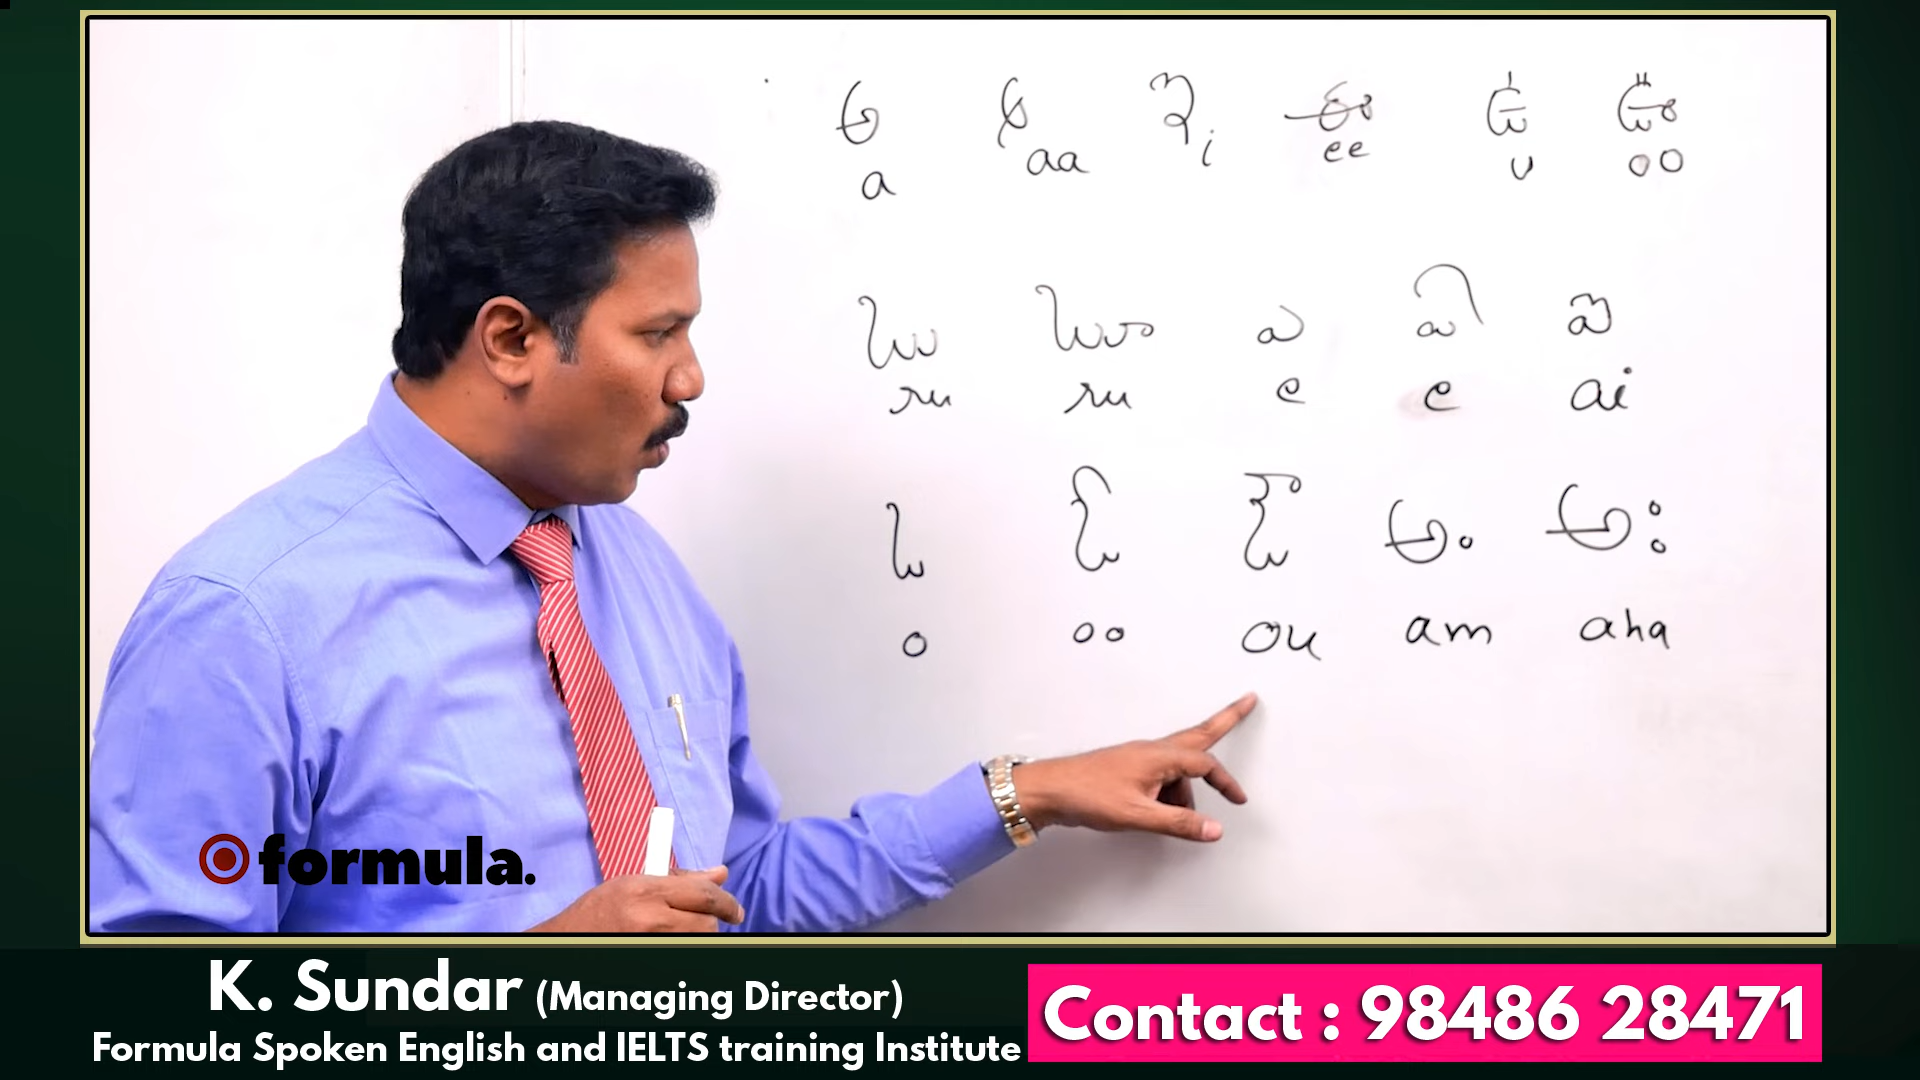 అ ఆ ఇ ఈ ఉ ఊ
a aa i ee u oo
ఋ ౠ ఎ ఏ ఐ
ru ru e e ai
ఒ ఓ ఔ అం అః
o oo ou am aha
formula.
K. Sundar (Managing Director)
Formula Spoken English and IELTS training Institute
Contact : 98486 28471